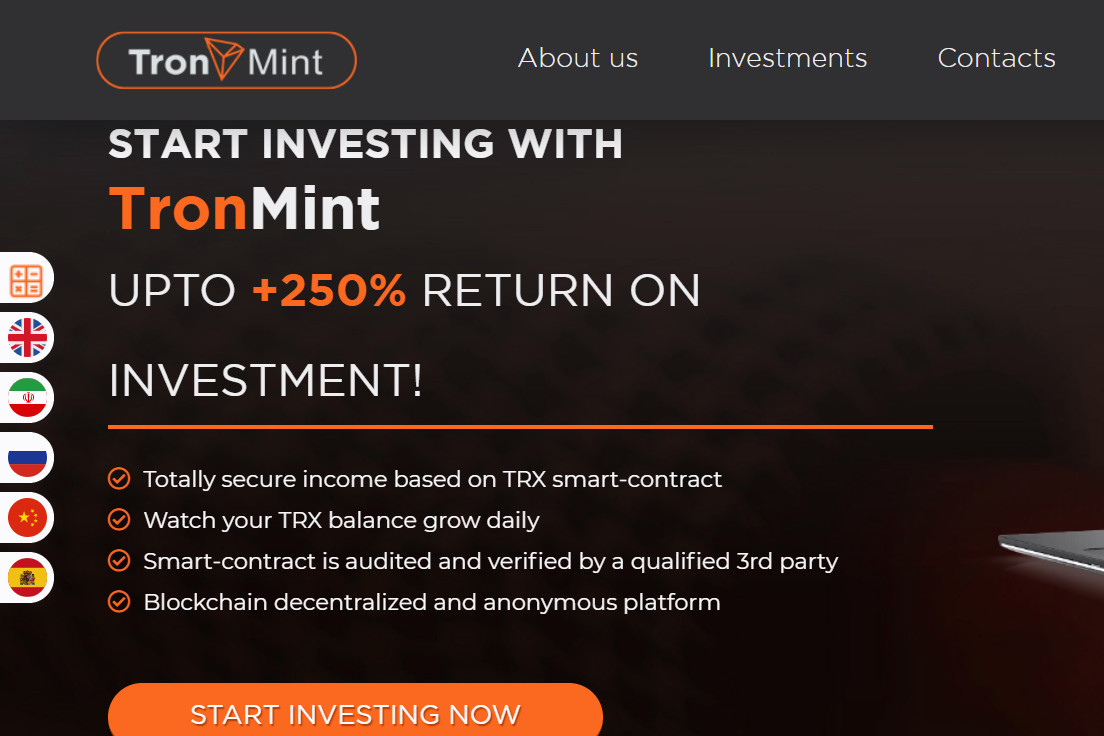 TronMint
About us
Investments
Contacts
START INVESTING WITH
TronMint
UPTO +250% RETURN ON
INVESTMENT!
Totally secure income based on TRX smart-contract
Watch your TRX balance grow daily
Smart-contract is audited and verified by a qualified 3rd party
Blockchain decentralized and anonymous platform
START INVESTING NOW